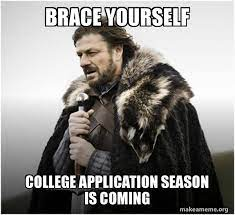 BRACE YOURSELF
COLLEGE APPLICATION SEASON
IS COMING
makeameme.org